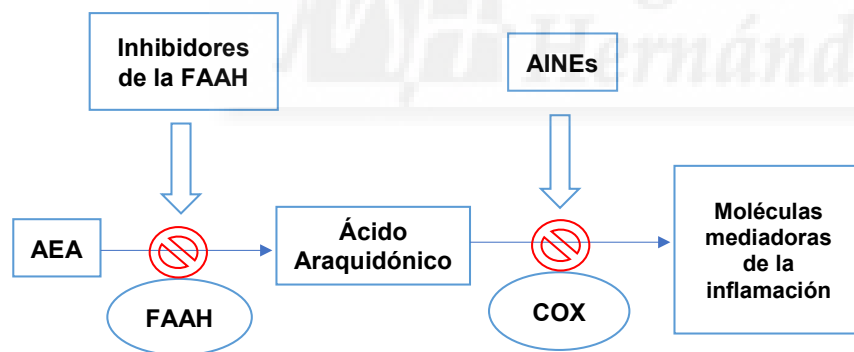 Inhibidores
de la FAAH
AINEs
AEA
Ácido
Araquidónico
Moléculas
mediadoras
de la
inflamación
FAAH
COX